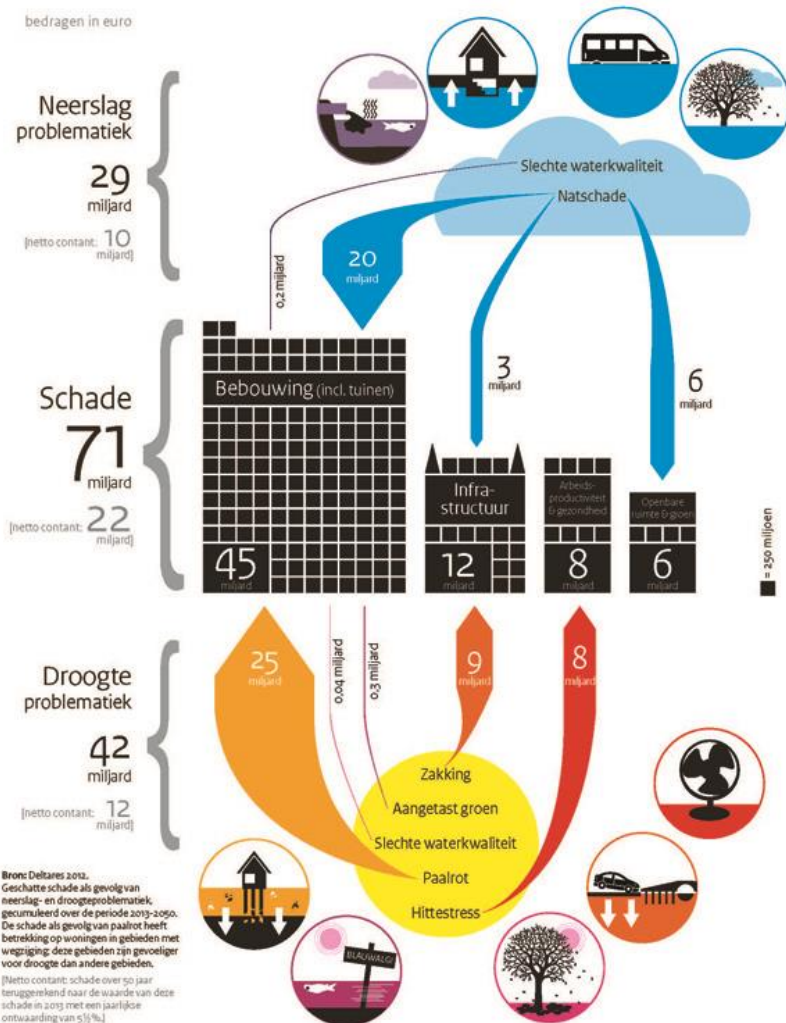 bedragen in euro
Neerslag
problematiek
29
miljard
[netto contant: 10
miljard]
Slechte waterkwaliteit
Natschade
0,2 miljard
20
miljard
3
miljard
6
miljard
Schade
71
miljard
[netto contant: 22
miljard]
Bebouwing (incl. tuinen)
45
miljard
Infra-
structuur
12
miljard
Arbeids-
productiviteit
& gezondheid
8
miljard
Openbare
ruimte & groen
6
miljard
= 250 miljoen
Droogte
problematiek
42
miljard
[netto contant: 12
miljard]
25
miljard
0,04 miljard
0,3 miljard
9
miljard
8
miljard
Zakking
Aangetast groen
Slechte waterkwaliteit
Paalrot
Hittestress
BLAUWALG!
Bron: Deltares 2012.
Geschatte schade als gevolg van
neerslag- en droogteproblematiek,
gecumuleerd over de periode 2013-2050.
De schade als gevolg van paalrot heeft
betrekking op woningen in gebieden met
wegzijging; deze gebieden zijn gevoeliger
voor droogte dan andere gebieden.
[Netto contant: schade over 50 jaar
teruggerekend naar de waarde van deze
schade in 2013 met een jaarlijkse
ontwaarding van 5½%.]